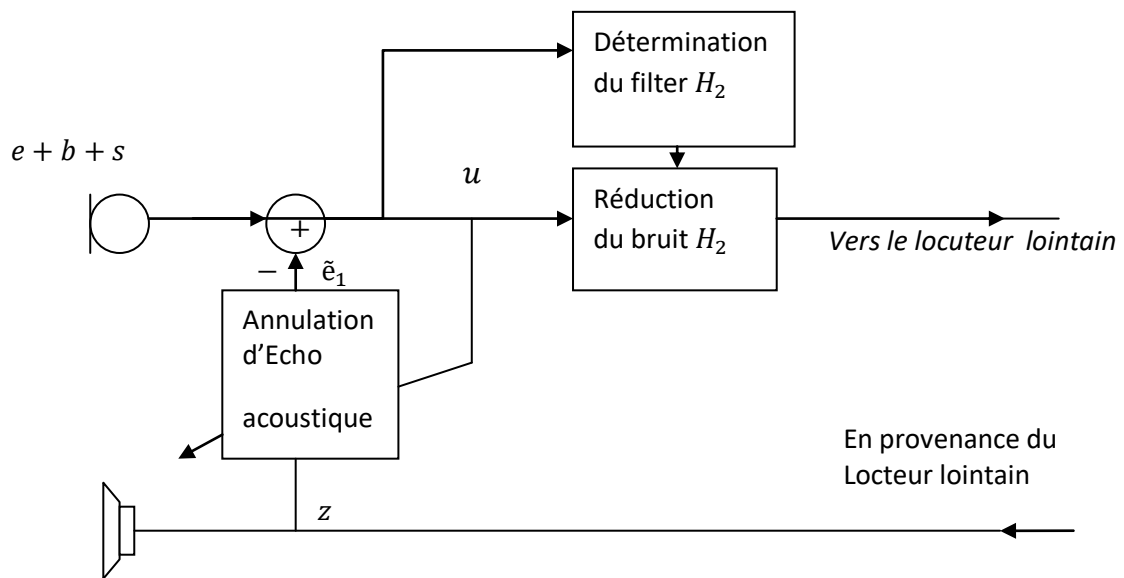 Détermination
du filter H₂
e + b + s
u
Réduction
du bruit H₂
+
Vers le locuteur lointain
− ẽ₁
Annulation
d'Echo
acoustique
En provenance du
Locteur lointain
z